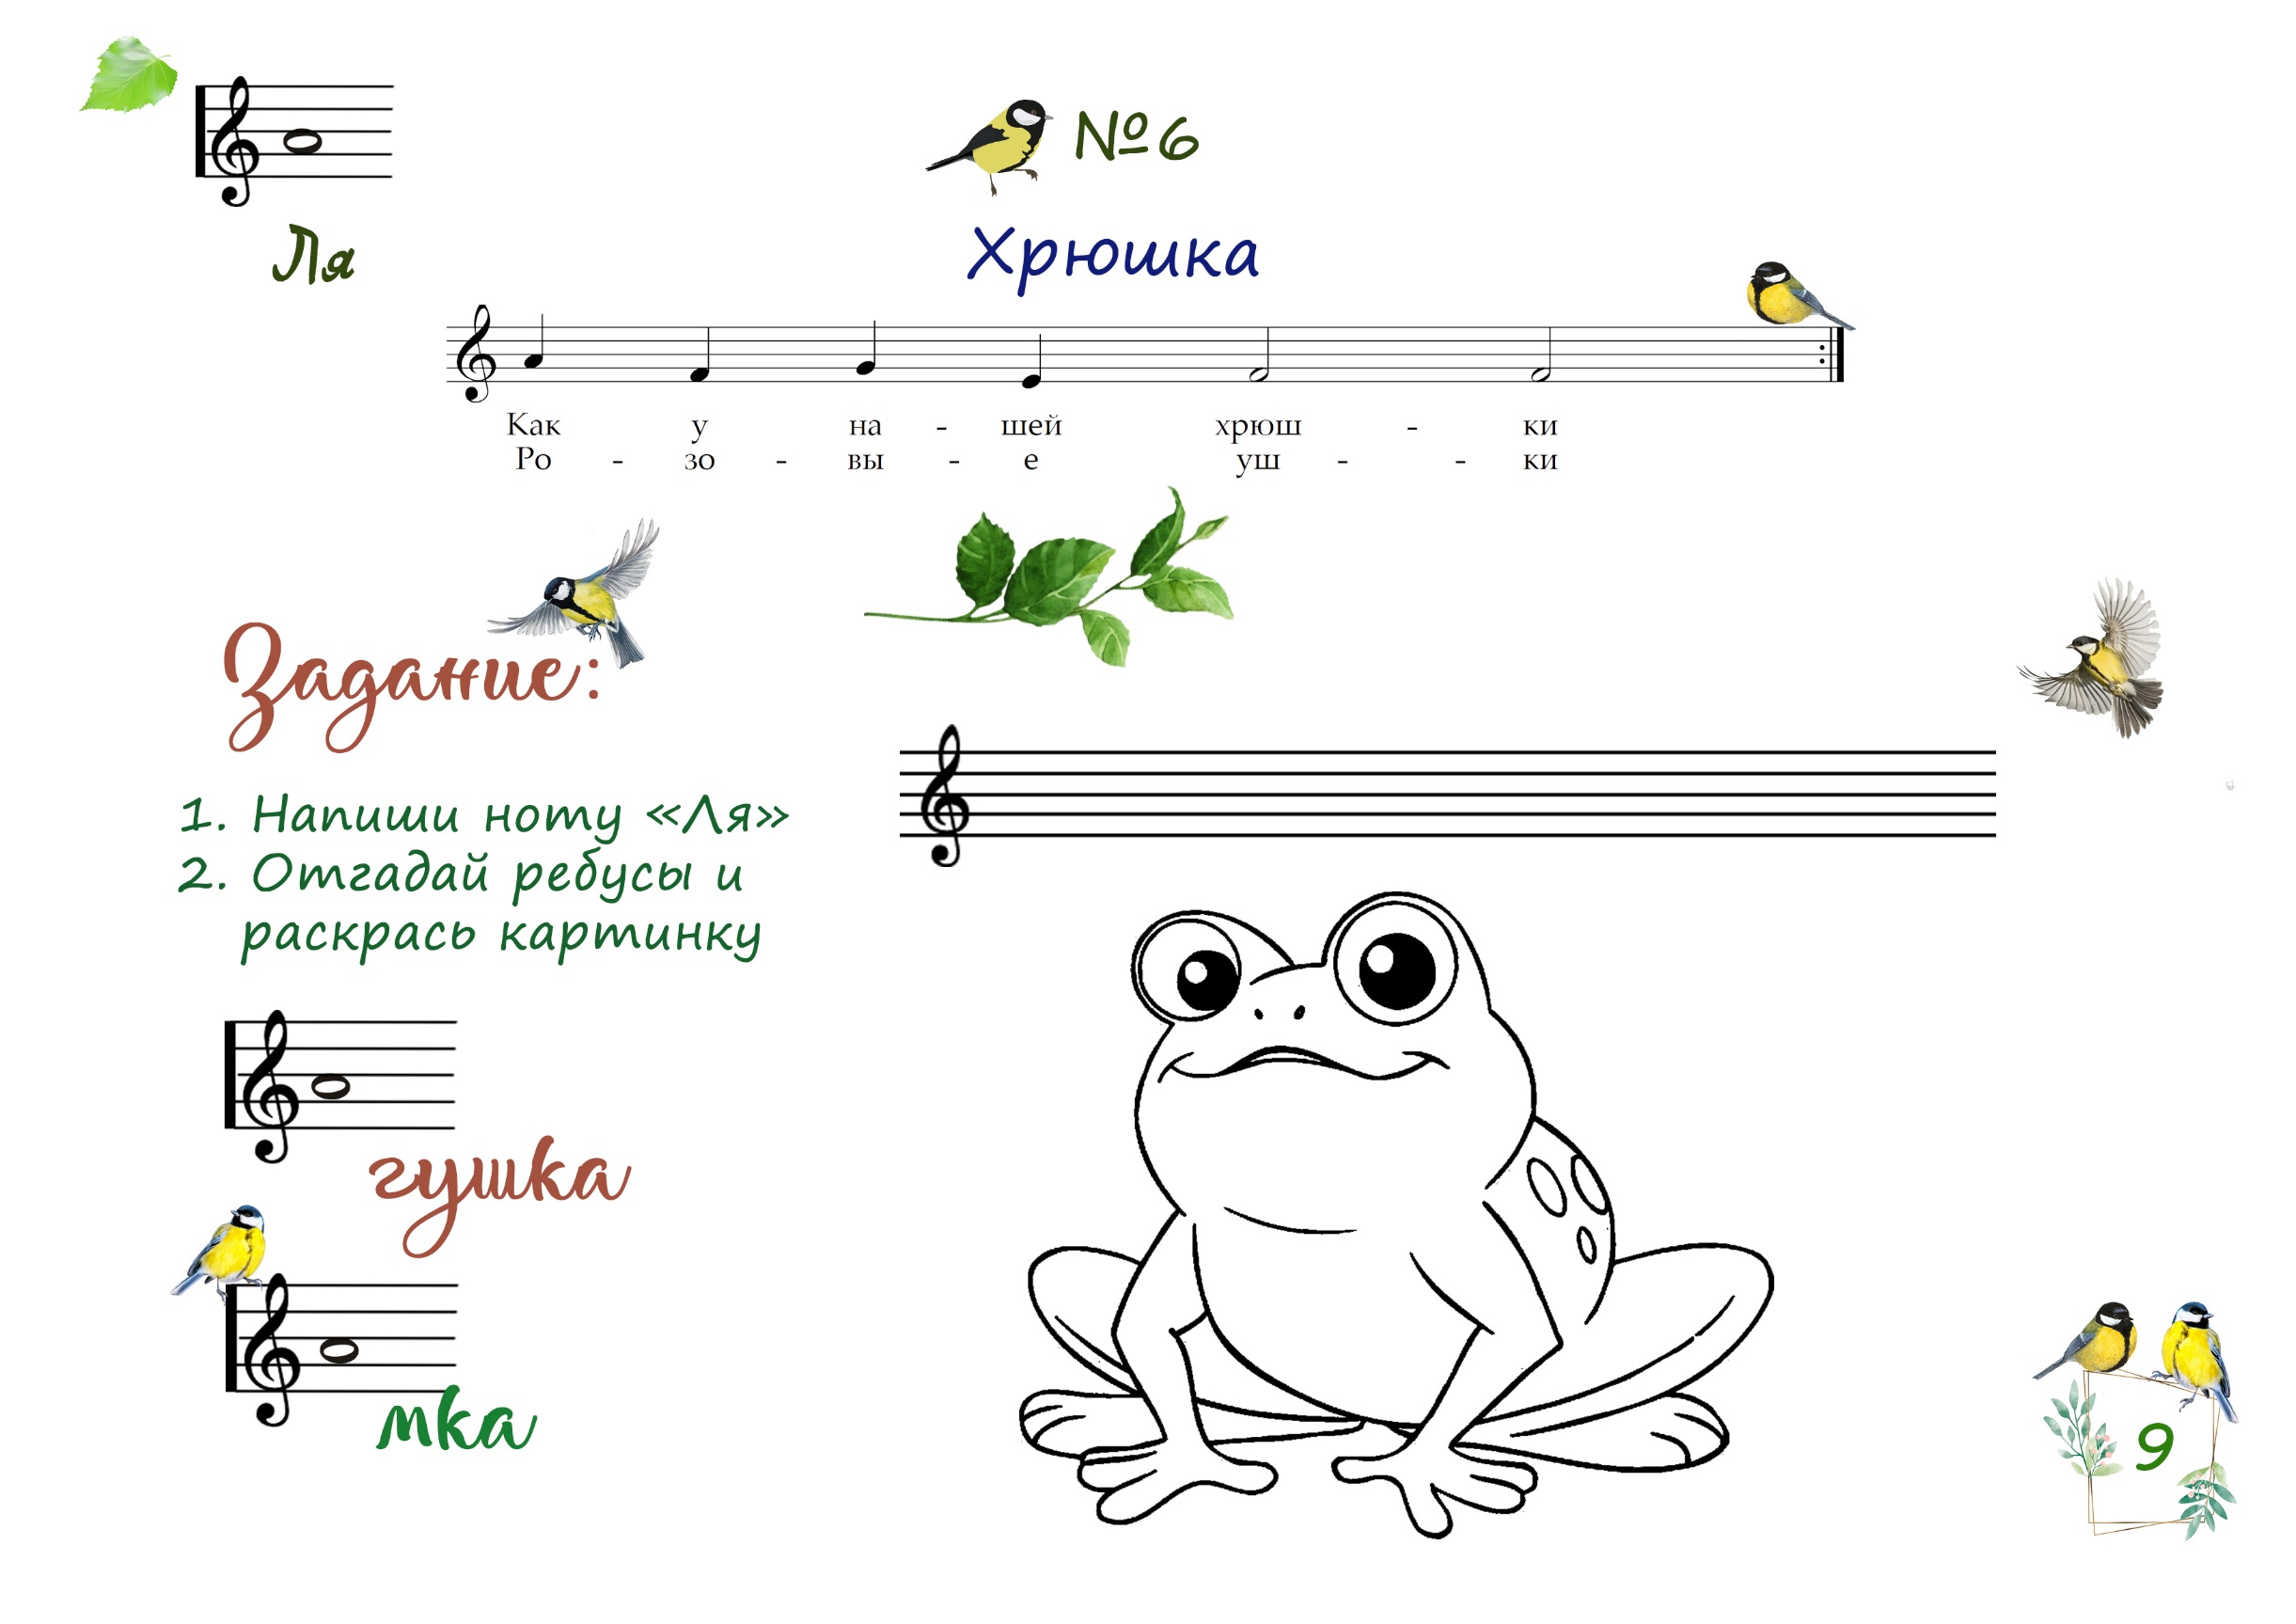 №6
Ля
Хрюшка
Как у на - шей хрюш - ки
Ро - зо - вы - е уш - - ки
Задание:
1. Напиши ноту «Ля»
2. Отгадай ребусы и
раскрась картинку
гушка
мка
9